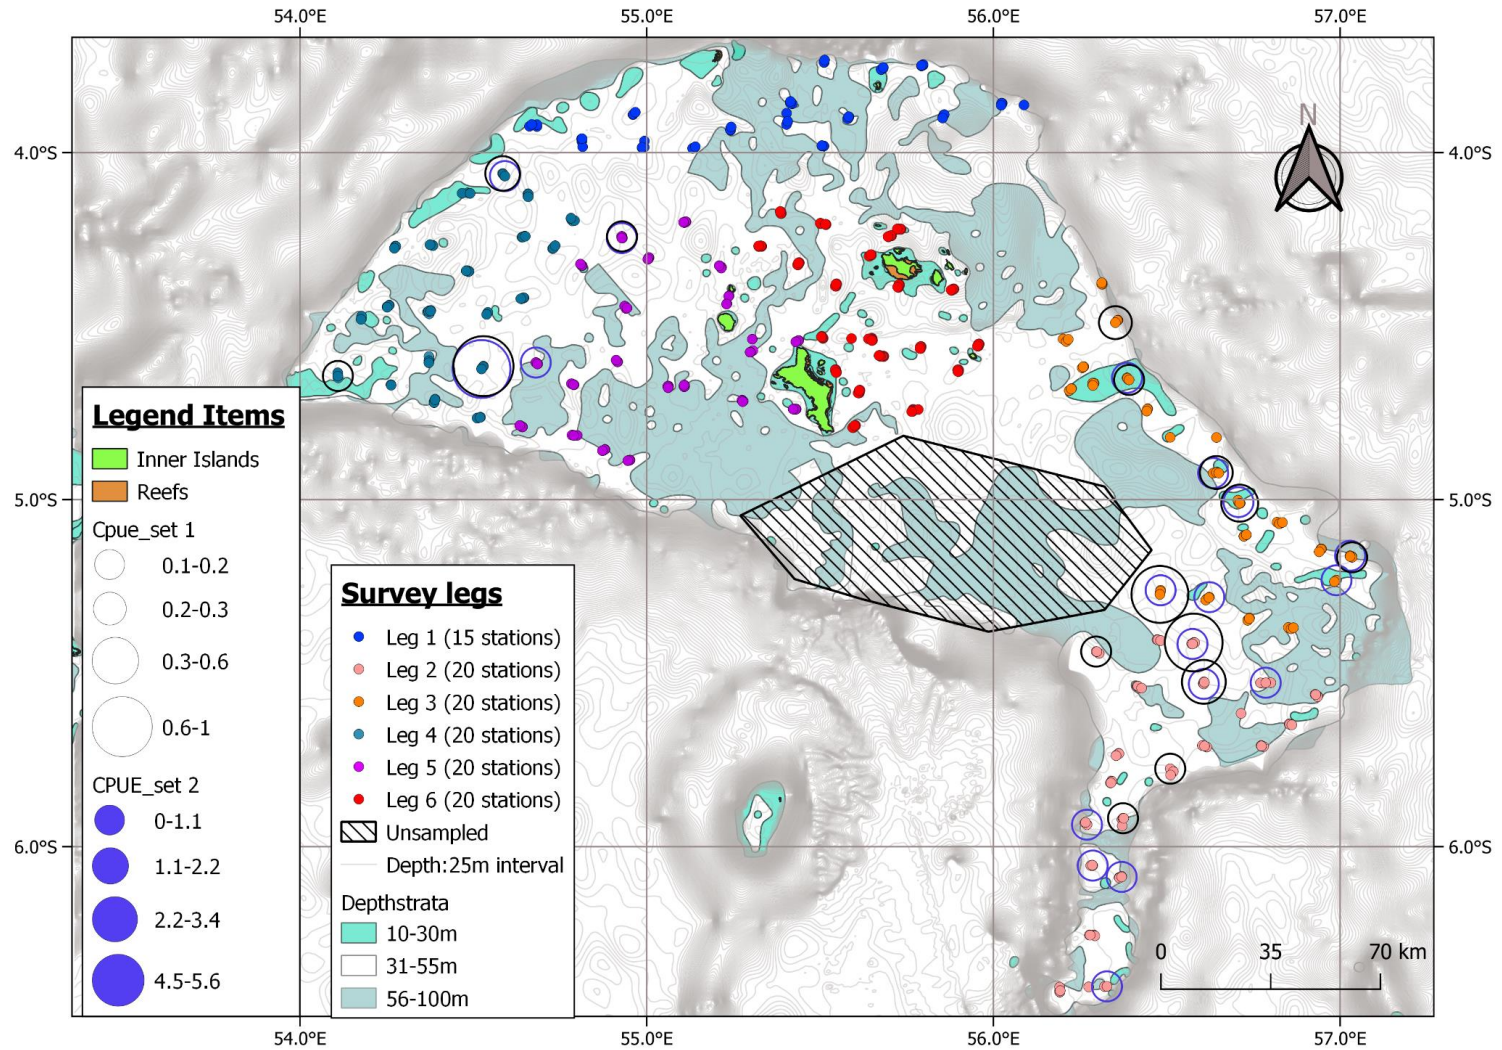 54.0°E 55.0°E 56.0°E 57.0°E
N
4.0°S 4.0°S
Legend Items
Inner Islands
Reefs
Cpue_set 1
0.1-0.2
0.2-0.3
0.3-0.6
0.6-1
CPUE_set 2
0-1.1
1.1-2.2
2.2-3.4
4.5-5.6
5.0°S 5.0°S
Survey legs
Leg 1 (15 stations)
Leg 2 (20 stations)
Leg 3 (20 stations)
Leg 4 (20 stations)
Leg 5 (20 stations)
Leg 6 (20 stations)
Unsampled
Depth:25m interval
Depthstrata
10-30m
31-55m
56-100m
6.0°S 6.0°S
0 35 70 km
54.0°E 55.0°E 56.0°E 57.0°E